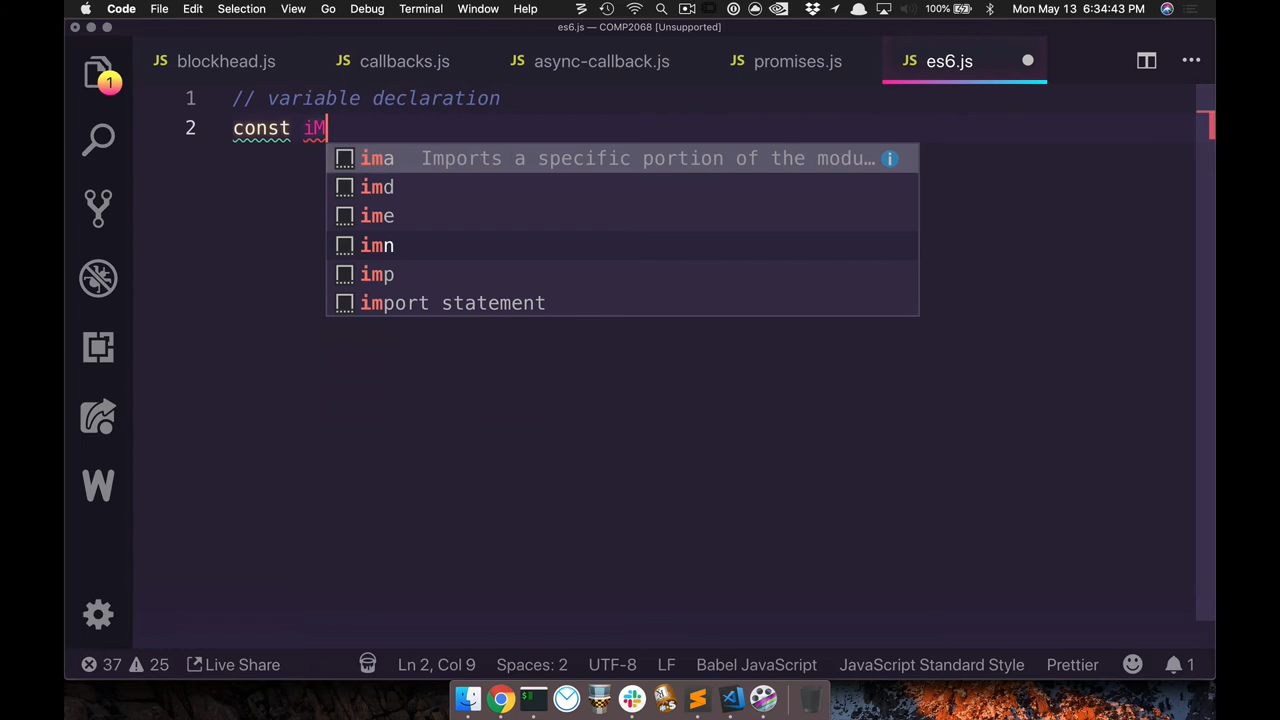 Code File Edit Selection View Go Debug Terminal Window Help 100% Mon May 13 6:34:43 PM
es6.js — COMP2068 [Unsupported]
JS blockhead.js JS callbacks.js JS async-callback.js JS promises.js JS es6.js
1
1 // variable declaration
2 const iM
ima Imports a specific portion of the modu…
imd
ime
imn
imp
import statement
W
37 25 Live Share Ln 2, Col 9 Spaces: 2 UTF-8 LF Babel JavaScript JavaScript Standard Style Prettier 1